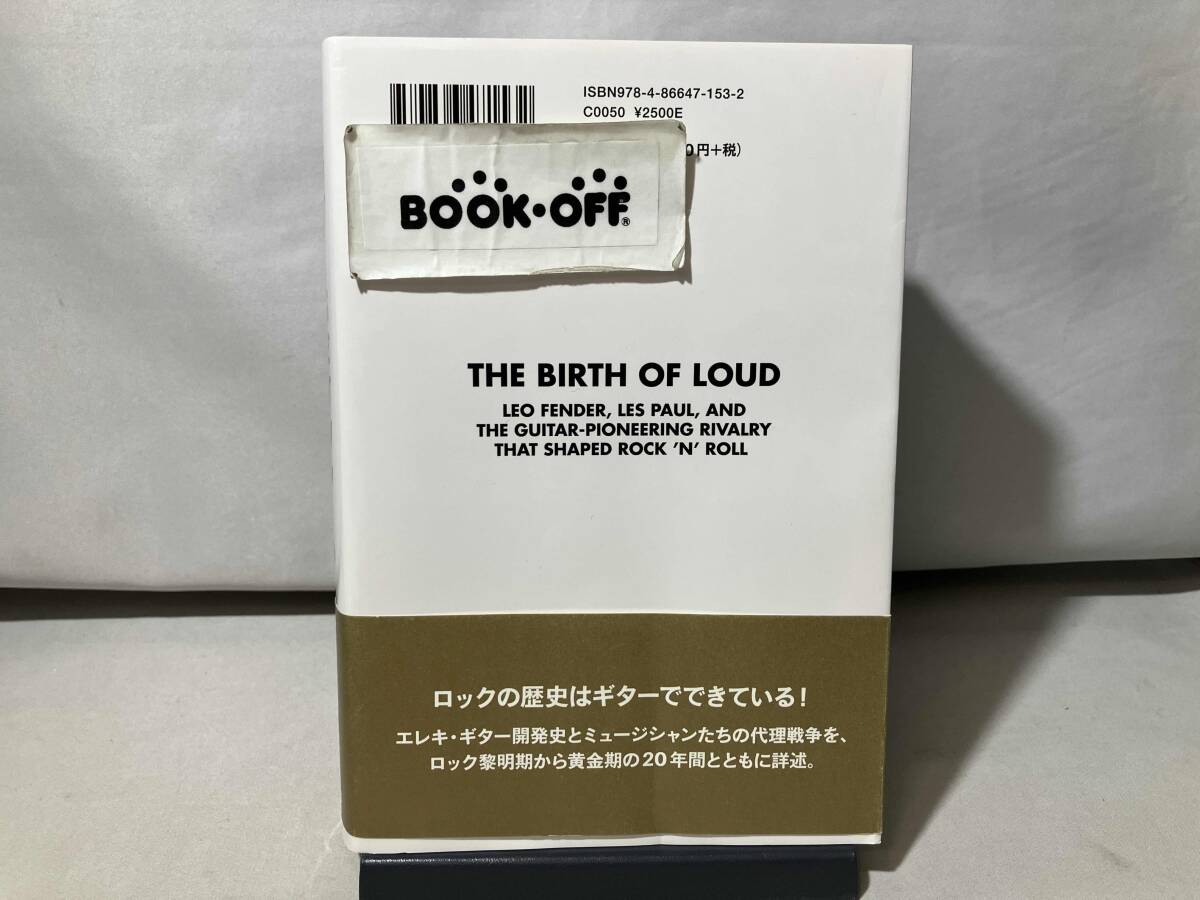 ISBN978-4-86647-153-2
C0050 ¥2500E
0円+税)
BOOK・OFF®
THE BIRTH OF LOUD
LEO FENDER, LES PAUL, AND
THE GUITAR-PIONEERING RIVALRY
THAT SHAPED ROCK 'N' ROLL
ロックの歴史はギターでできている!
エレキ・ギター開発史とミュージシャンたちの代理戦争を、
ロック黎明期から黄金期の20年間とともに詳述。